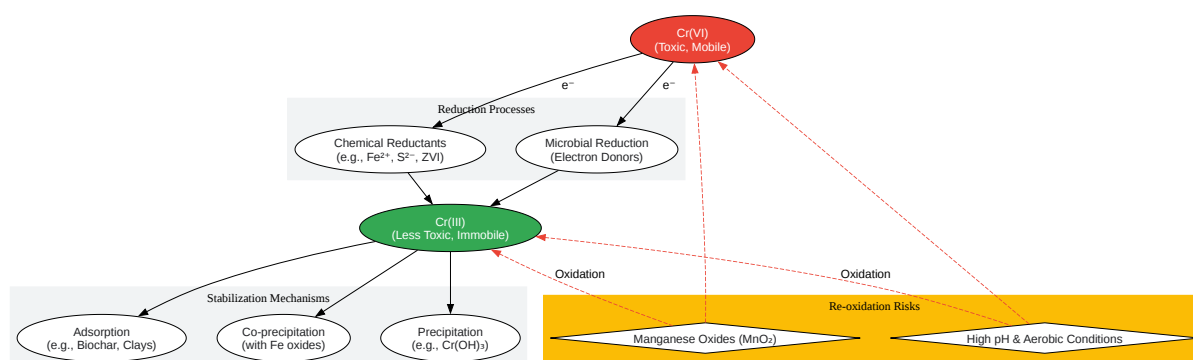 Cr(VI)
(Toxic, Mobile)
e⁻
e⁻
Reduction Processes
Chemical Reductants
(e.g., Fe²⁺, S²⁻, ZVI)
Microbial Reduction
(Electron Donors)
Cr(III)
(Less Toxic, Immobile)
Oxidation
Oxidation
Stabilization Mechanisms
Re-oxidation Risks
Adsorption
(e.g., Biochar, Clays)
Co-precipitation
(with Fe oxides)
Precipitation
(e.g., Cr(OH)₃)
Manganese Oxides (MnO₂)
High pH & Aerobic Conditions